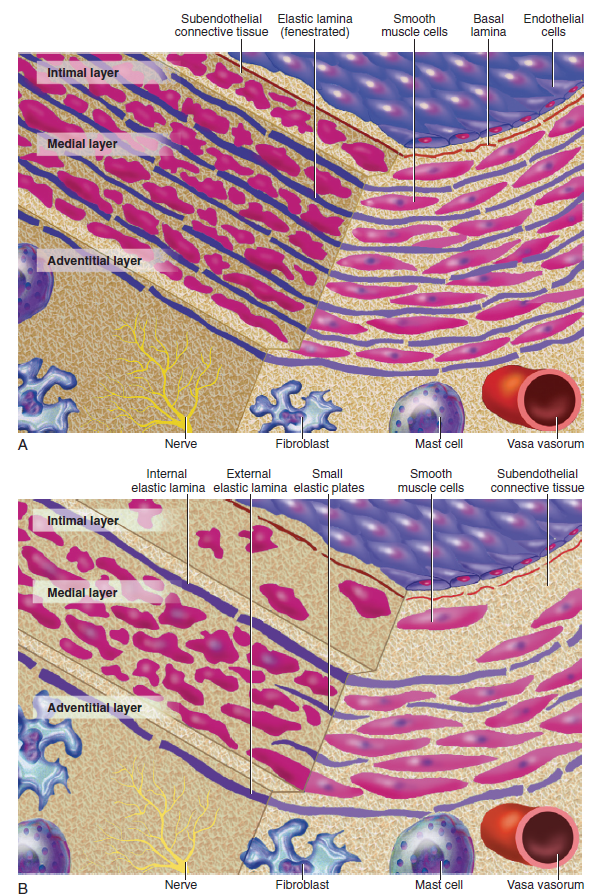 Subendothelial
connective tissue
Elastic lamina
(fenestrated)
Smooth
muscle cells
Basal
lamina
Endothelial
cells
Intimal layer
Medial layer
Adventitial layer
A
Nerve
Fibroblast
Mast cell
Vasa vasorum
Internal
elastic lamina
External
elastic lamina
Small
elastic plates
Smooth
muscle cells
Subendothelial
connective tissue
Intimal layer
Medial layer
Adventitial layer
B
Nerve
Fibroblast
Mast cell
Vasa vasorum